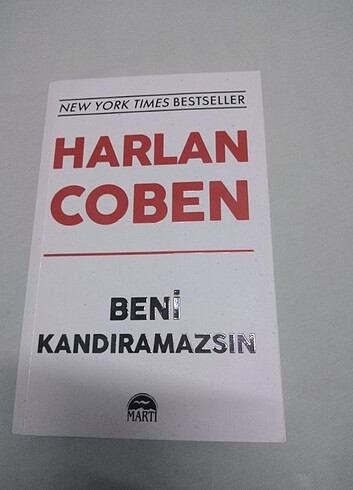 NEW YORK TIMES BESTSELLER
HARLAN
COBEN
BENİ
KANDIRAMAZSIN
MARTI